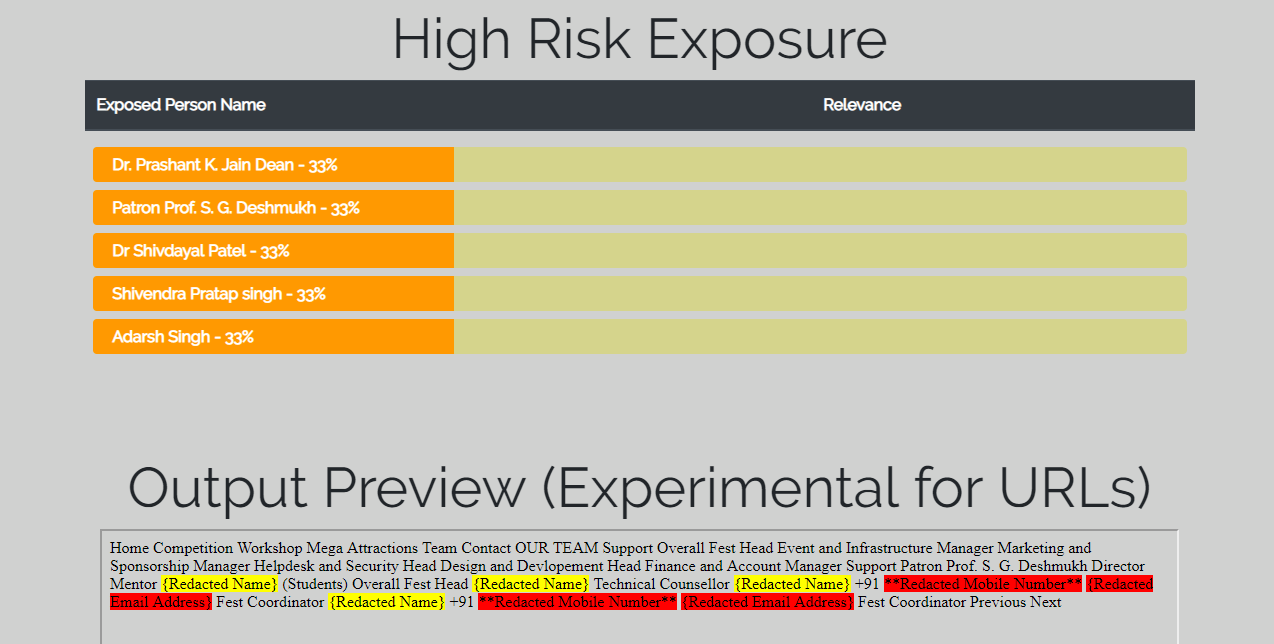 High Risk Exposure
Exposed Person Name Relevance
Dr. Prashant K. Jain Dean - 33%
Patron Prof. S. G. Deshmukh - 33%
Dr Shivdayal Patel - 33%
Shivendra Pratap singh - 33%
Adarsh Singh - 33%
Output Preview (Experimental for URLs)
Home Competition Workshop Mega Attractions Team Contact OUR TEAM Support Overall Fest Head Event and Infrastructure Manager Marketing and
Sponsorship Manager Helpdesk and Security Head Design and Devlopement Head Finance and Account Manager Support Patron Prof. S. G. Deshmukh Director
Mentor {Redacted Name} (Students) Overall Fest Head {Redacted Name} Technical Counsellor {Redacted Name} +91 **Redacted Mobile Number** {Redacted
Email Address} Fest Coordinator {Redacted Name} +91 **Redacted Mobile Number** {Redacted Email Address} Fest Coordinator Previous Next